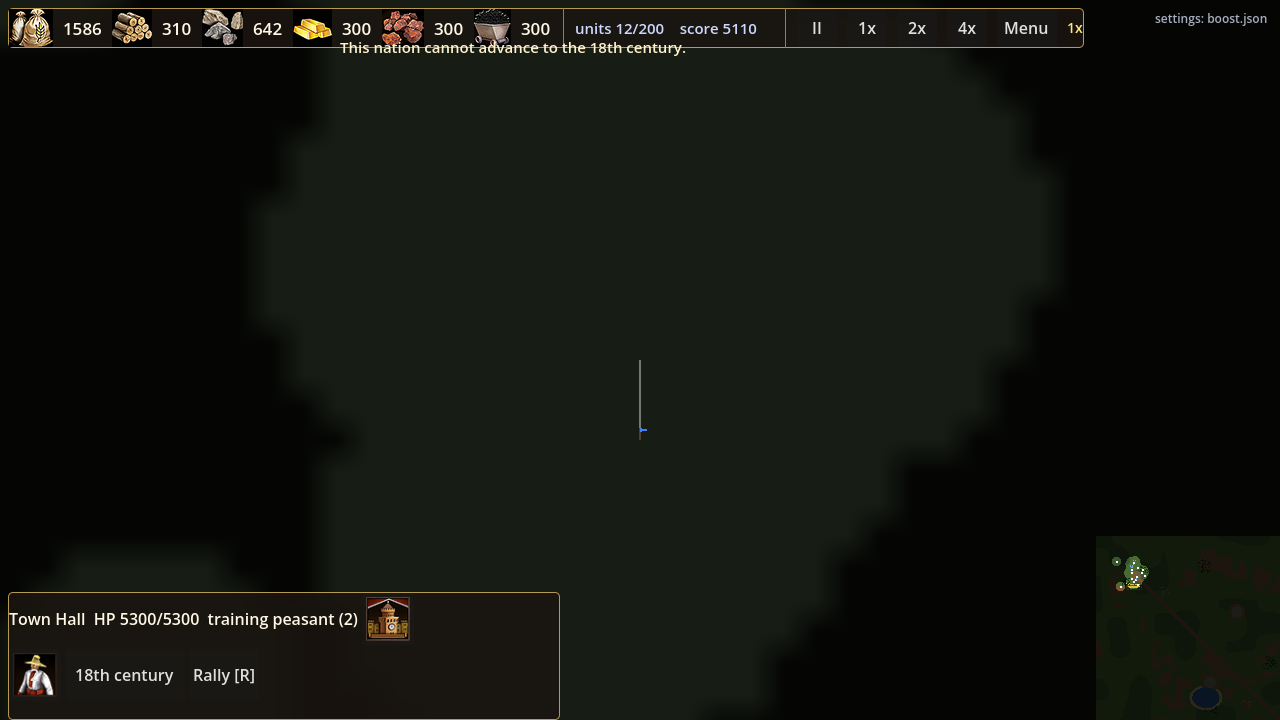 1586 310 642 300 300 300 units 12/200 score 5110 II 1x 2x 4x Menu 1x
settings: boost.json
This nation cannot advance to the 18th century.
Town Hall HP 5300/5300 training peasant (2)
18th century Rally [R]